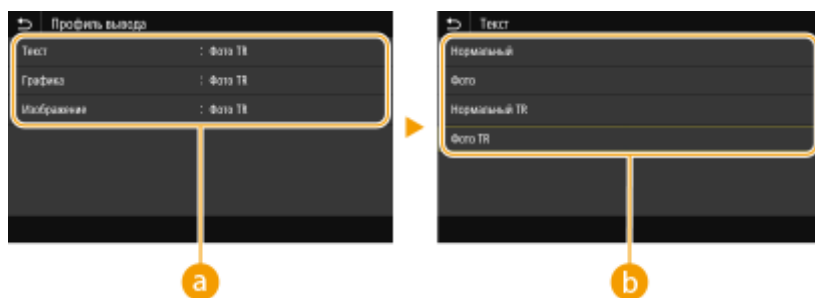 Профиль вывода
Текст : Фото TR
Графика : Фото TR
Изображение : Фото TR
a
Текст
Нормальный
Фото
Нормальный TR
Фото TR
b